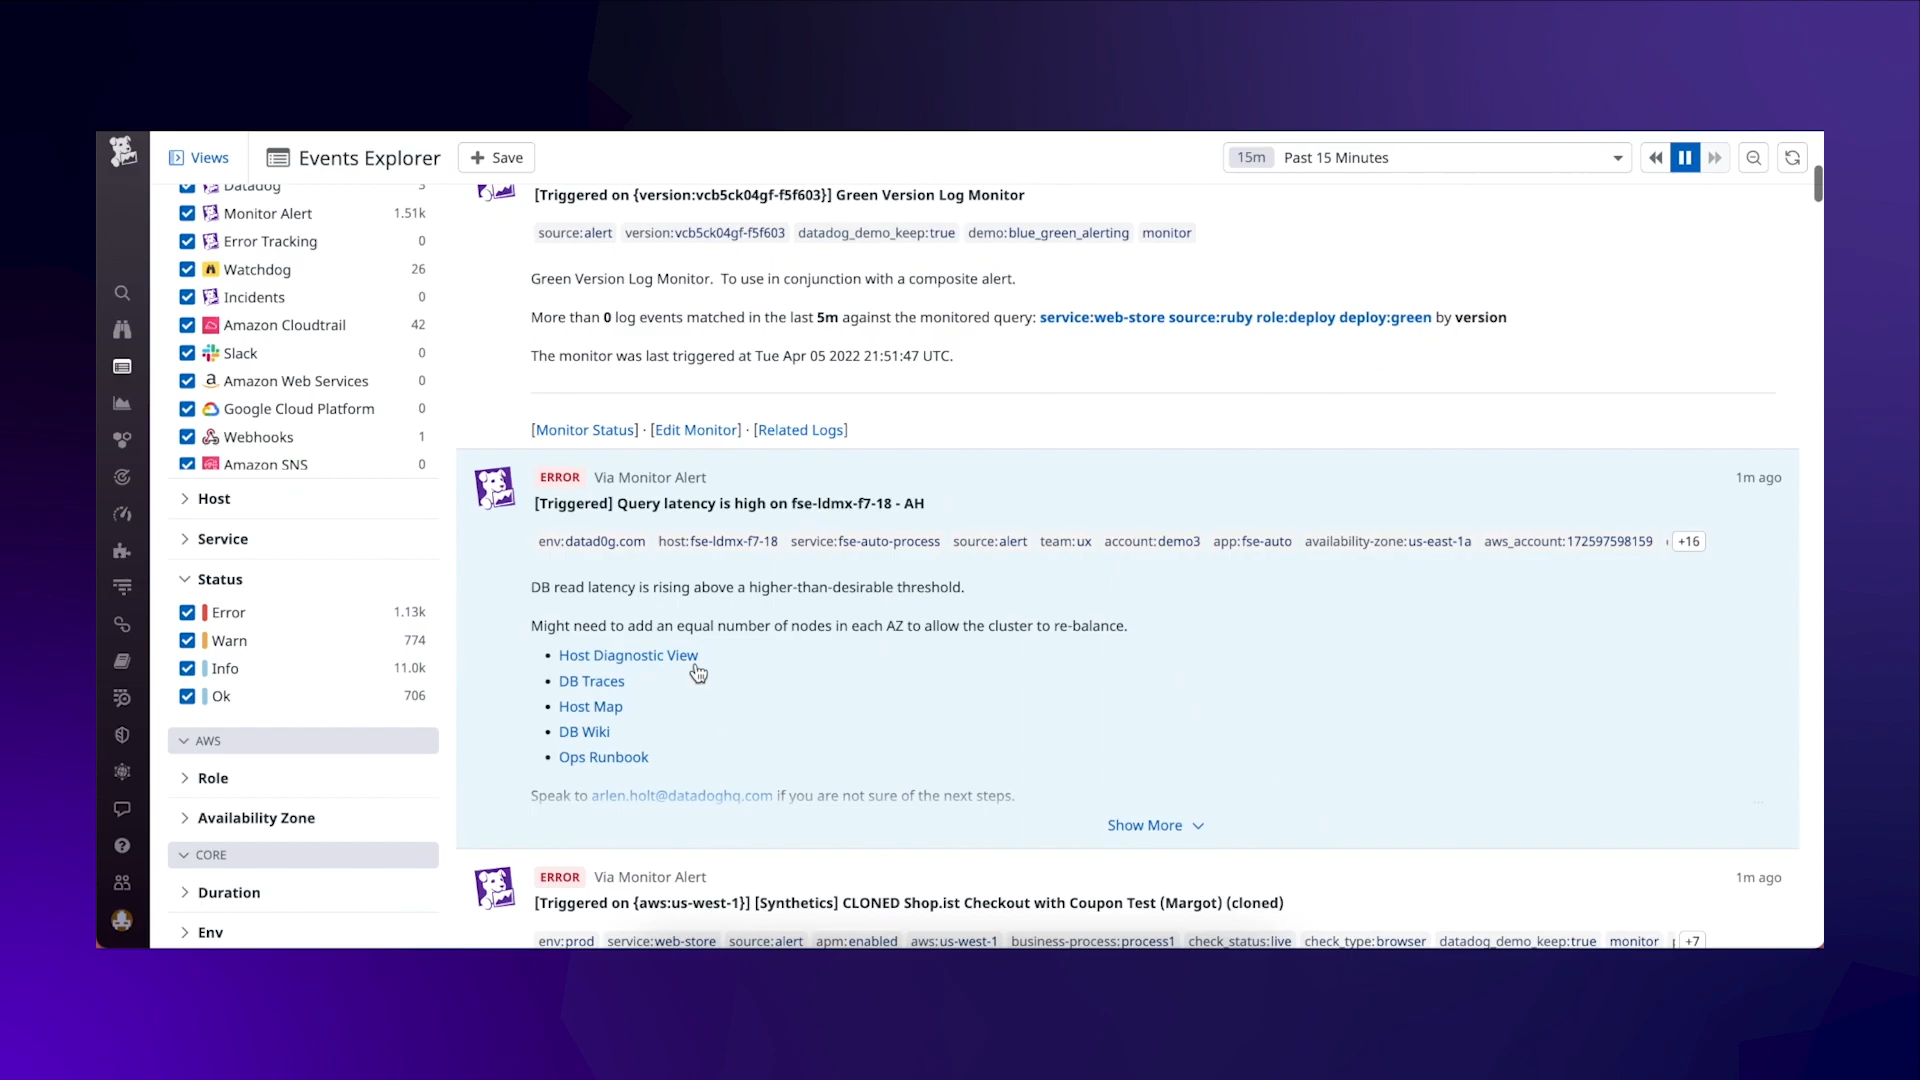 Views
Events Explorer
+ Save
15m Past 15 Minutes
Datadog 3
Monitor Alert 1.51k
Error Tracking 0
Watchdog 26
Incidents 0
Amazon Cloudtrail 42
Slack 0
Amazon Web Services 0
Google Cloud Platform 0
Webhooks 1
Amazon SNS 0
Host
Service
Status
Error 1.13k
Warn 774
Info 11.0k
Ok 706
AWS
Role
Availability Zone
CORE
Duration
Env
[Triggered on {version:vcb5ck04gf-f5f603}] Green Version Log Monitor
source:alert version:vcb5ck04gf-f5f603 datadog_demo_keep:true demo:blue_green_alerting monitor
Green Version Log Monitor. To use in conjunction with a composite alert.
More than 0 log events matched in the last 5m against the monitored query: service:web-store source:ruby role:deploy deploy:green by version
The monitor was last triggered at Tue Apr 05 2022 21:51:47 UTC.
[Monitor Status] · [Edit Monitor] · [Related Logs]
ERROR Via Monitor Alert 1m ago
[Triggered] Query latency is high on fse-ldmx-f7-18 - AH
env:datad0g.com host:fse-ldmx-f7-18 service:fse-auto-process source:alert team:ux account:demo3 app:fse-auto availability-zone:us-east-1a aws_account:172597598159 +16
DB read latency is rising above a higher-than-desirable threshold.
Might need to add an equal number of nodes in each AZ to allow the cluster to re-balance.
• Host Diagnostic View
• DB Traces
• Host Map
• DB Wiki
• Ops Runbook
Speak to arlen.holt@datadoghq.com if you are not sure of the next steps.
Show More
ERROR Via Monitor Alert 1m ago
[Triggered on {aws:us-west-1}] [Synthetics] CLONED Shop.ist Checkout with Coupon Test (Margot) (cloned)
env:prod service:web-store source:alert apm:enabled aws:us-west-1 business-process:process1 check_status:live check_type:browser datadog_demo_keep:true monitor +7